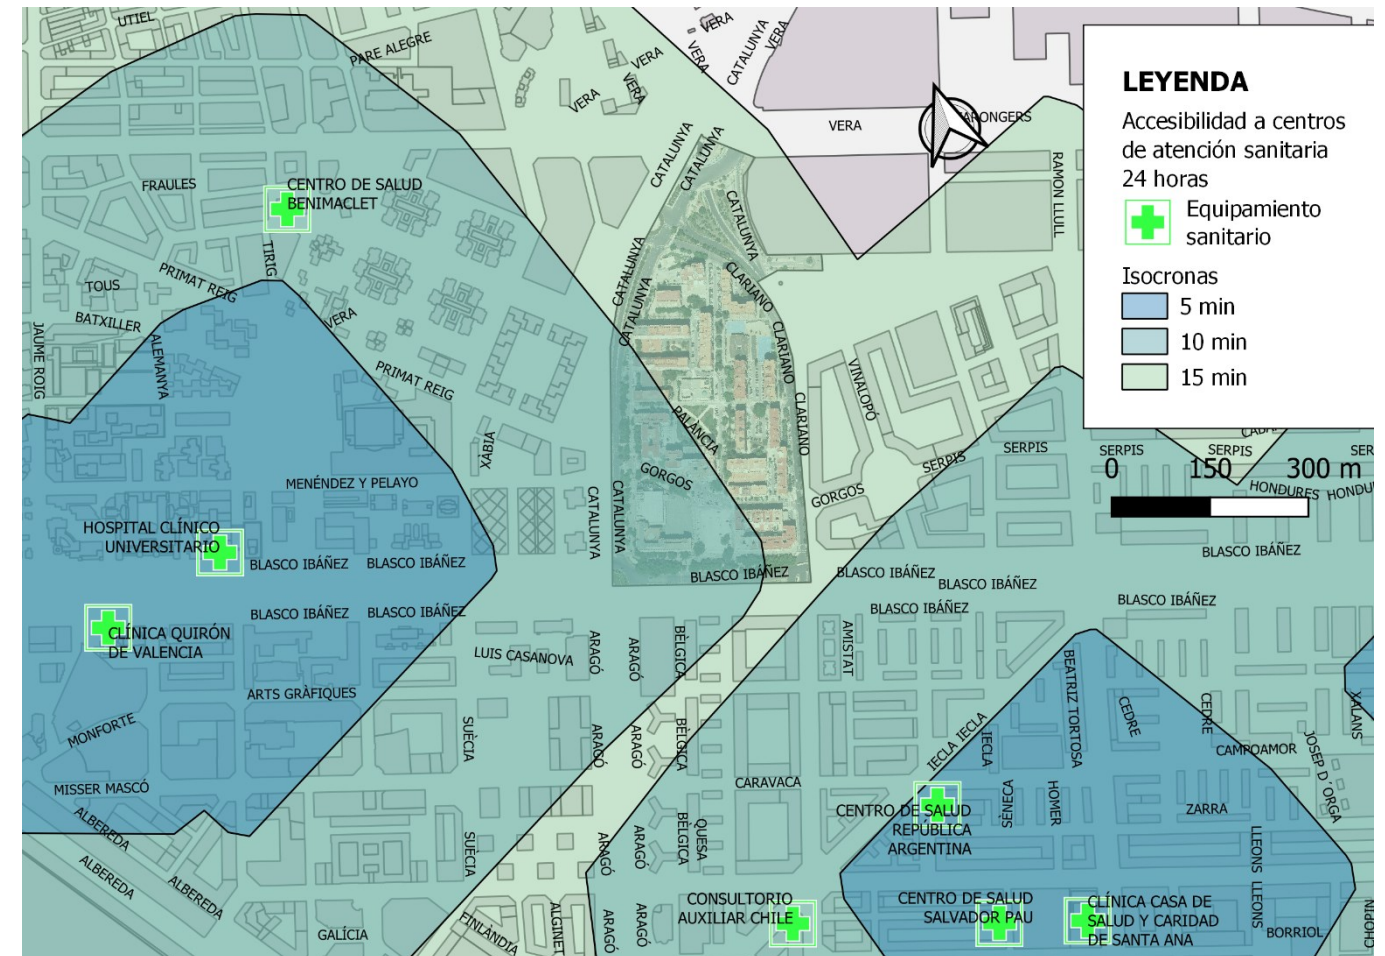 UTIEL
PARE ALEGRE
VERA
VERA
VERA
VERA
VERA
CATALUNYA
VERA
VERA
TARONGERS
LEYENDA
Accesibilidad a centros
de atención sanitaria
24 horas
Equipamiento
sanitario
Isocronas
5 min
10 min
15 min
FRAULES
CENTRO DE SALUD
BENIMACLET
TIRIG
PRIMAT REIG
TOUS
BATXILLER
JAUME ROIG
ALEMANYA
VERA
PRIMAT REIG
CATALUNYA
CATALUNYA
CATALUNYA
CATALUNYA
CATALUNYA
CLARIANO
CLARIANO
CLARIANO
RAMON LLULL
VINALOPÓ
PALÀNCIA
GORGOS
GORGOS
SERPIS
SERPIS
SERPIS
SERPIS
SER
0 150 300 m
HONDURES
HONDU
XÀBIA
MENÉNDEZ Y PELAYO
HOSPITAL CLÍNICO
UNIVERSITARIO
BLASCO IBÁÑEZ
BLASCO IBÁÑEZ
CATALUNYA
CATALUNYA
BLASCO IBÁÑEZ
BLASCO IBÁÑEZ
BLASCO IBÁÑEZ
BLASCO IBÁÑEZ
BLASCO IBÁÑEZ
BLASCO IBÁÑEZ
BLASCO IBÁÑEZ
BLASCO IBÁÑEZ
CLÍNICA QUIRÓN
DE VALENCIA
LUIS CASANOVA
ARAGÓ
ARAGÓ
BÈLGICA
AMISTAT
ARTS GRÀFIQUES
MONFORTE
MISSER MASCÓ
SUÈCIA
ARAGÓ
ARAGÓ
BÈLGICA
CARAVACA
IECLA
IECLA
IECLA
BEATRIZ TORTOSA
CEDRE
CEDRE
CAMPOAMOR
JOSEP D´ORGA
XALANS
ALBEREDA
ALBEREDA
ALBEREDA
SUÈCIA
ARAGÓ
ARAGÓ
BÈLGICA
QUESA
CENTRO DE SALUD
REPÚBLICA
ARGENTINA
SÈNECA
HOMER
ZARRA
LLEONS
LLEONS
GALÍCIA
FINLÀNDIA
ALGINET
ARAGÓ
ARAGÓ
CONSULTORIO
AUXILIAR CHILE
CENTRO DE SALUD
SALVADOR PAU
CLÍNICA CASA DE
SALUD Y CARIDAD
DE SANTA ANA
BORRIOL
CHOPIN